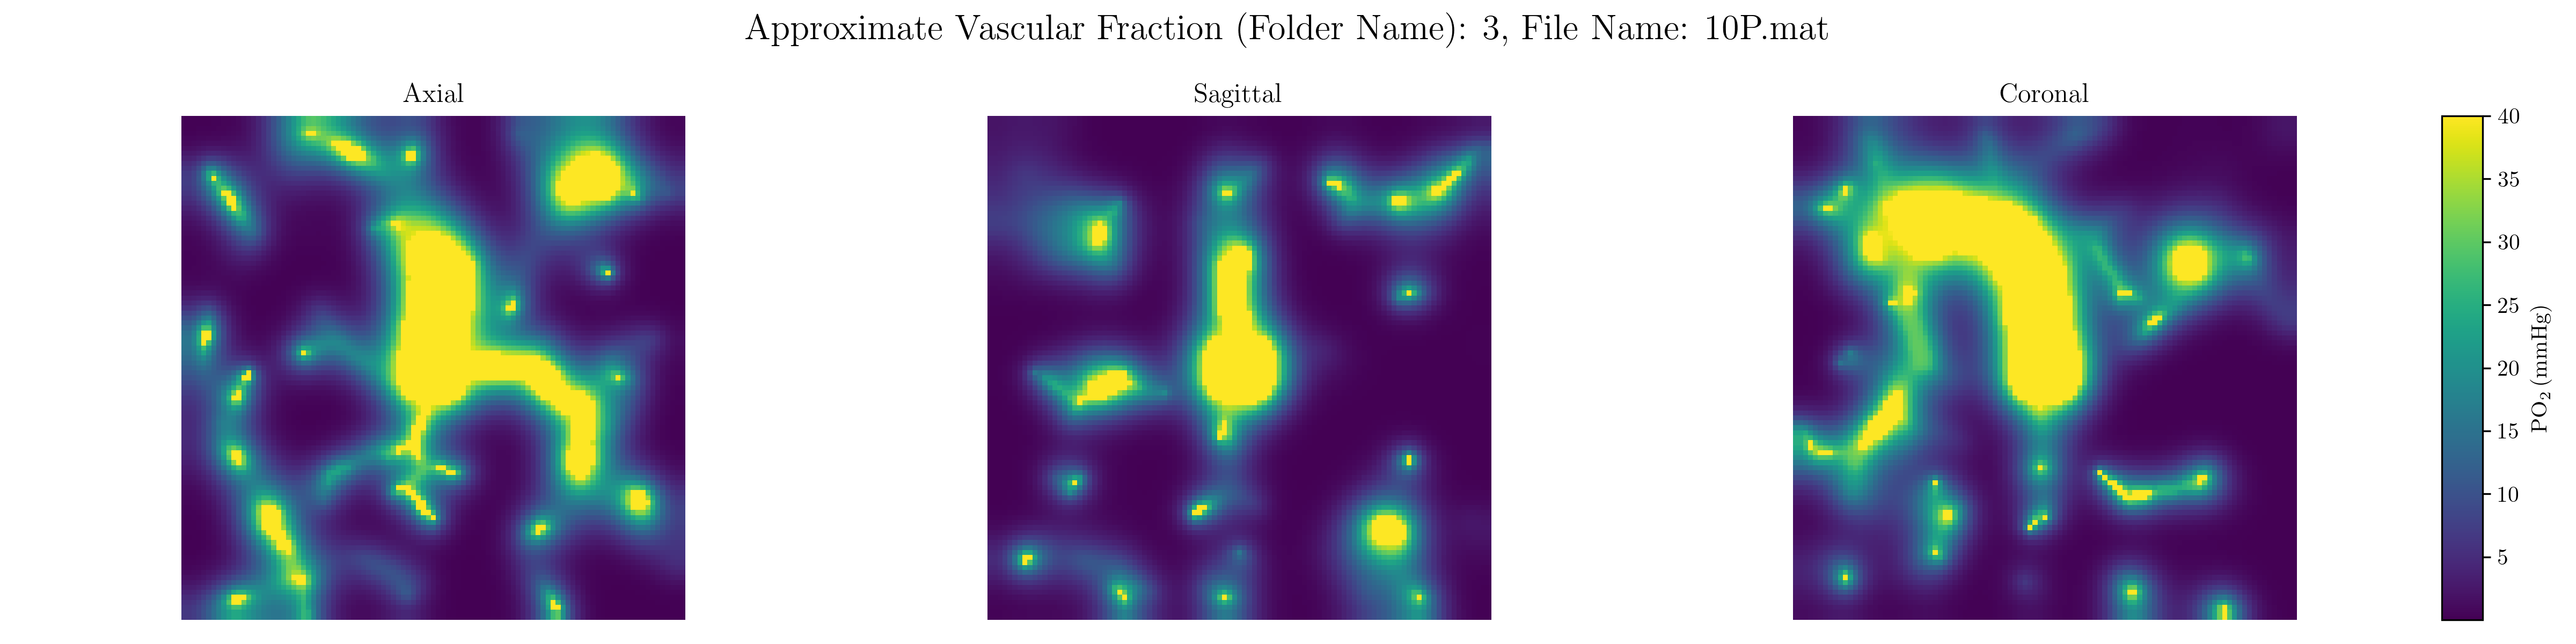 Approximate Vascular Fraction (Folder Name): 3, File Name: 10P.mat
Axial
Sagittal
Coronal
40
35
30
25
20
15
10
5
PO₂ (mmHg)